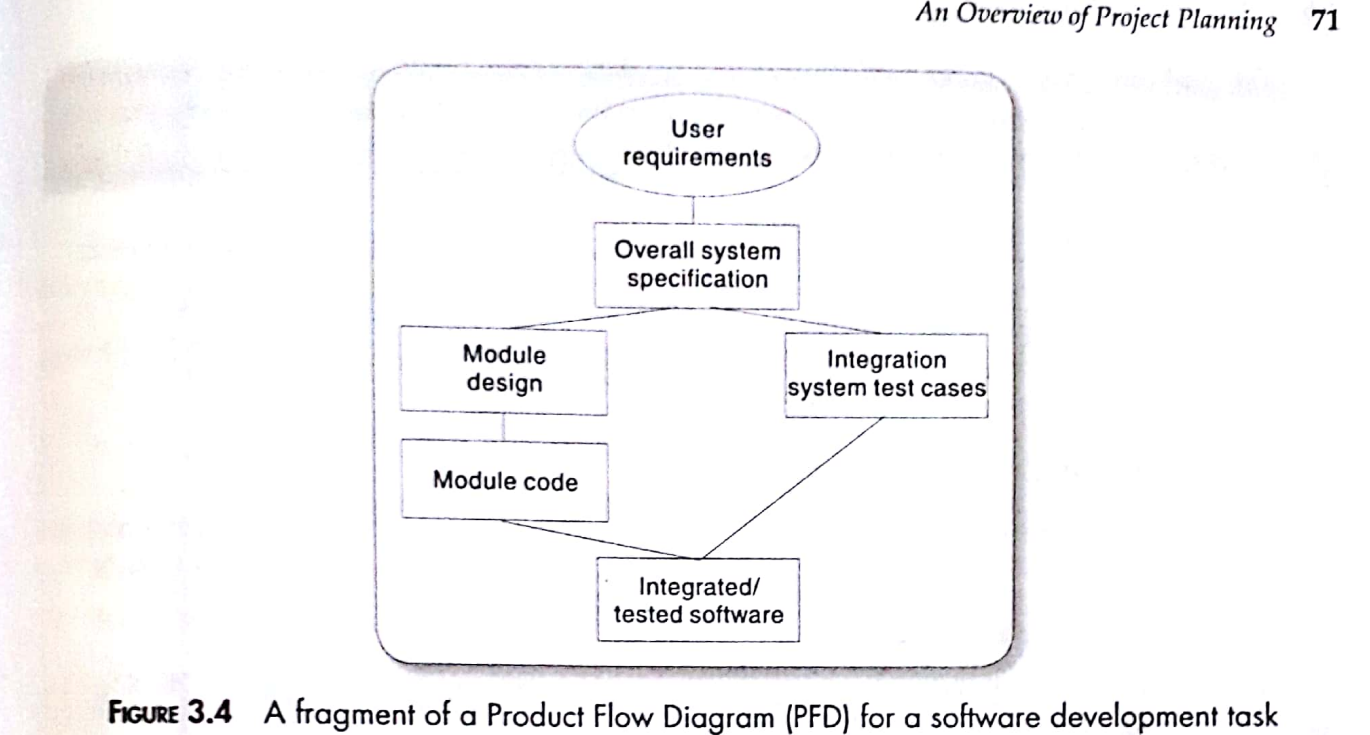 An Overview of Project Planning 71
User
requirements
Overall system
specification
Module
design
Integration
system test cases
Module code
Integrated/
tested software
FIGURE 3.4 A fragment of a Product Flow Diagram (PFD) for a software development task